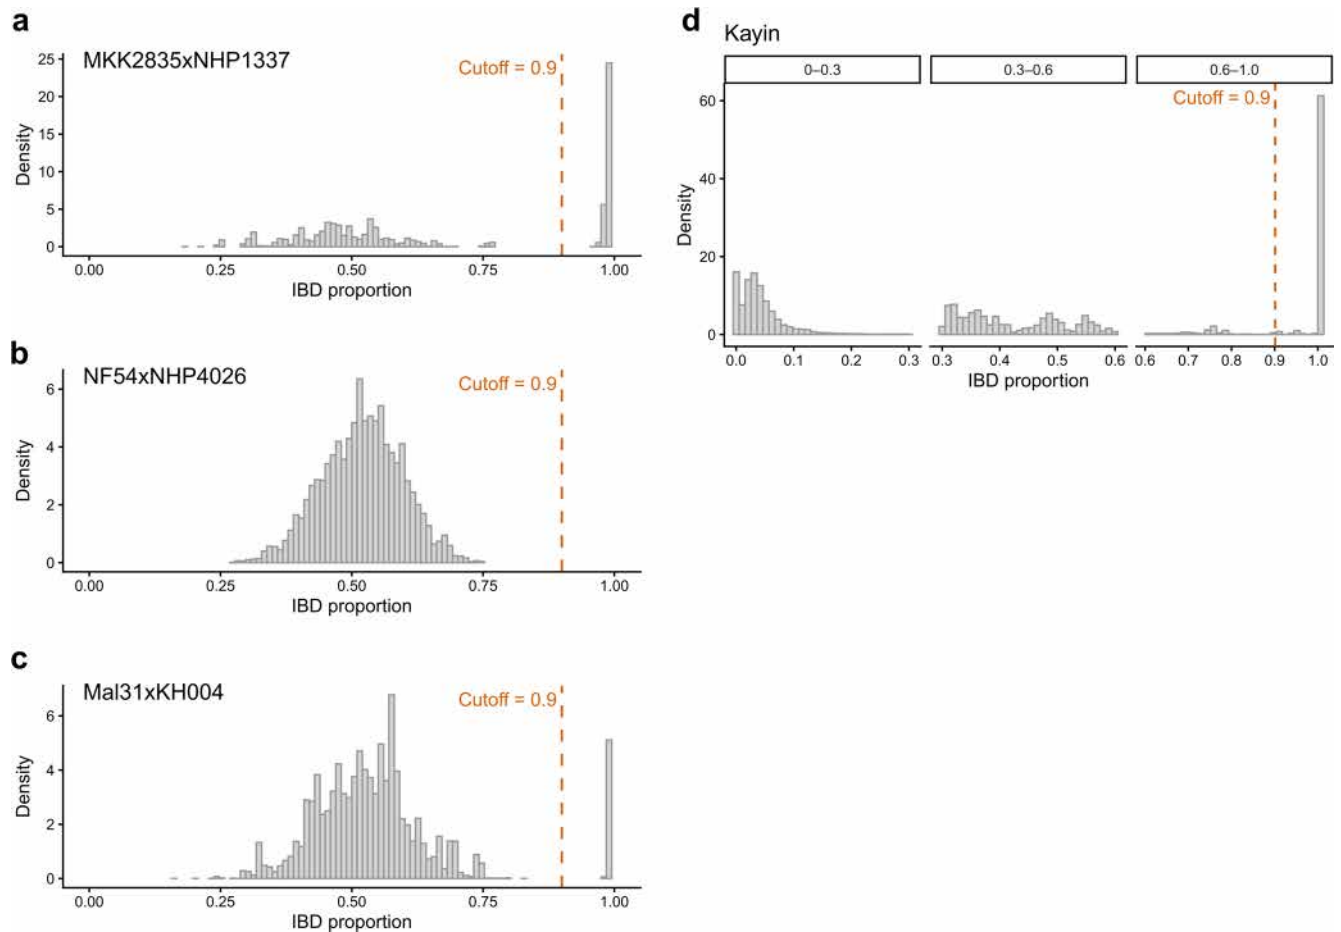 a
MKK2835xNHP1337
Cutoff = 0.9
Density
25
20
15
10
5
0
0.00 0.25 0.50 0.75 1.00
IBD proportion
b
NF54xNHP4026
Cutoff = 0.9
Density
6
4
2
0
0.00 0.25 0.50 0.75 1.00
IBD proportion
c
Mal31xKH004
Cutoff = 0.9
Density
6
4
2
0
0.00 0.25 0.50 0.75 1.00
IBD proportion
d
Kayin
0–0.3 0.3–0.6 0.6–1.0
Cutoff = 0.9
Density
60
40
20
0
0.0 0.1 0.2 0.3 0.3 0.4 0.5 0.6 0.6 0.7 0.8 0.9 1.0
IBD proportion